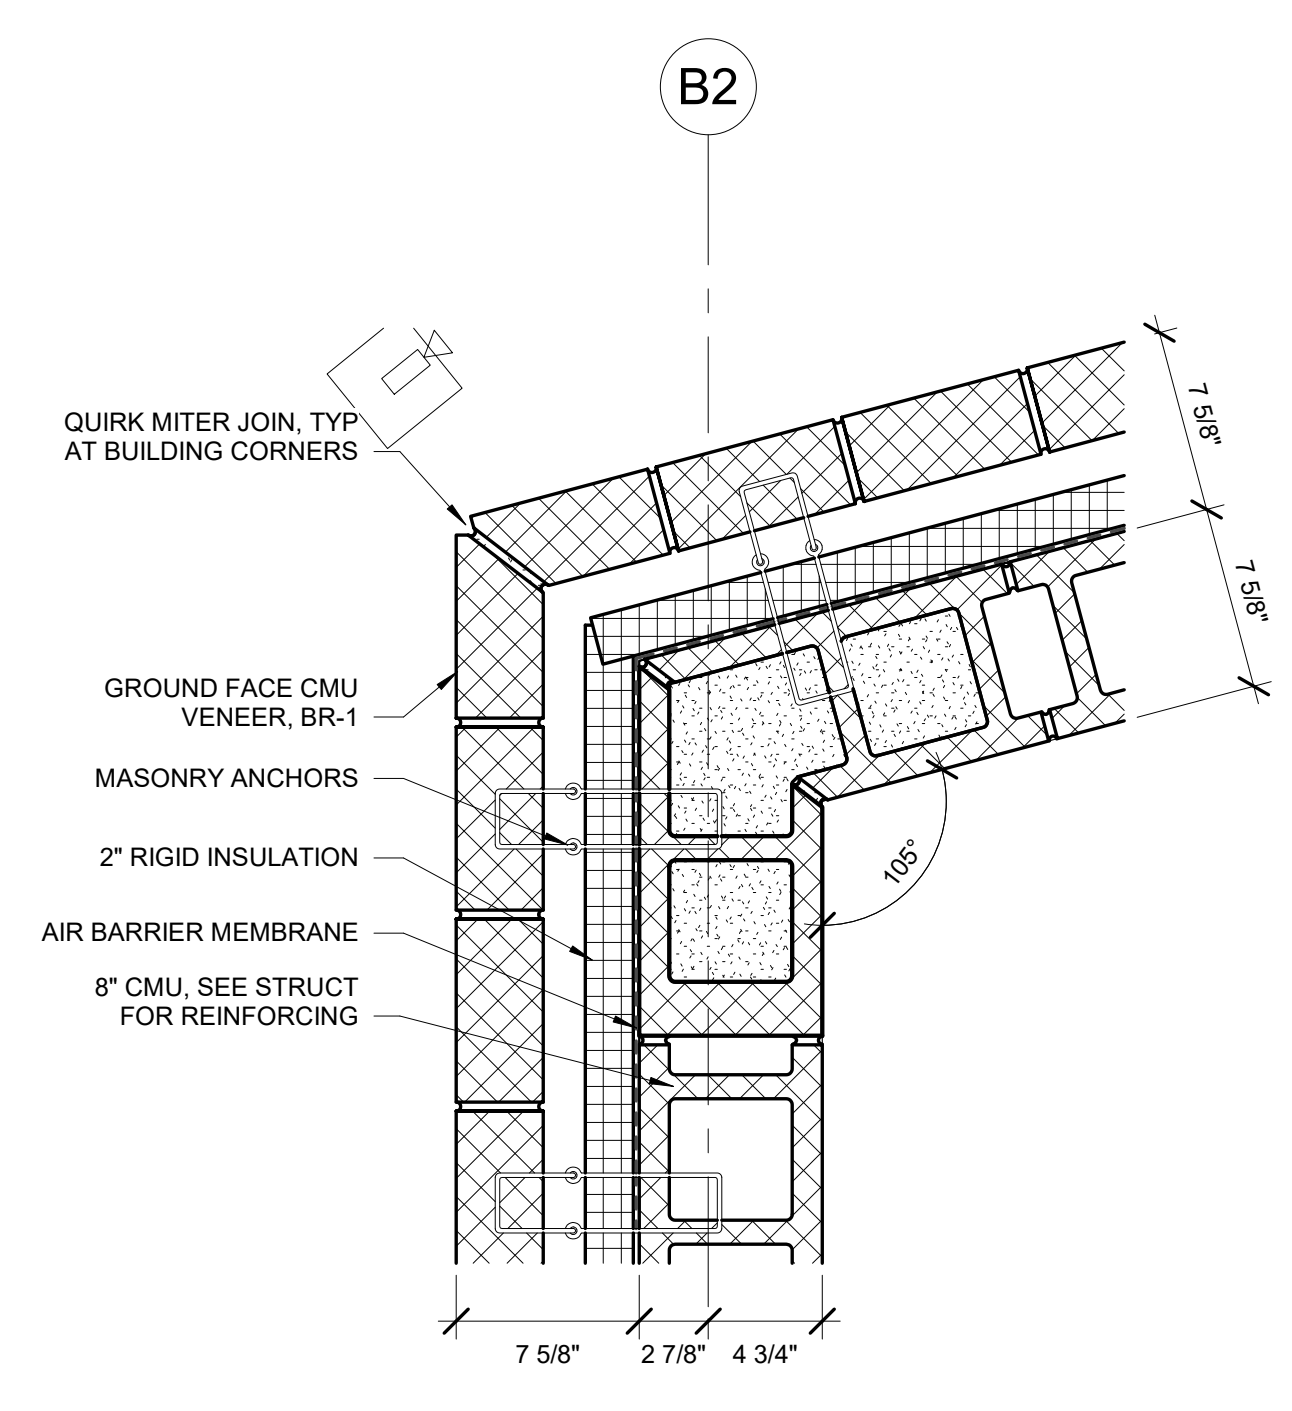 B2
QUIRK MITER JOIN, TYP
AT BUILDING CORNERS
7 5/8"
7 5/8"
GROUND FACE CMU
VENEER, BR-1
MASONRY ANCHORS
2" RIGID INSULATION
105°
AIR BARRIER MEMBRANE
8" CMU, SEE STRUCT
FOR REINFORCING
7 5/8" 2 7/8" 4 3/4"